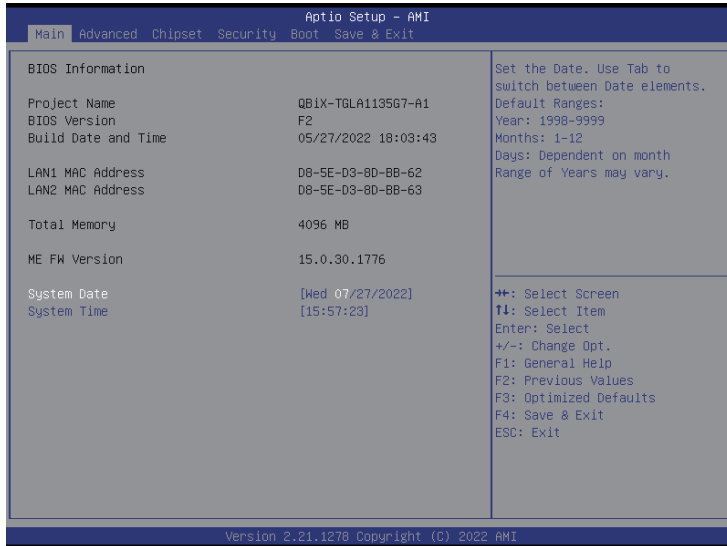 Aptio Setup – AMI
Main Advanced Chipset Security Boot Save & Exit
BIOS Information
Project Name QBiX-TGLA1135G7-A1
BIOS Version F2
Build Date and Time 05/27/2022 18:03:43
LAN1 MAC Address D8-5E-D3-8D-BB-62
LAN2 MAC Address D8-5E-D3-8D-BB-63
Total Memory 4096 MB
ME FW Version 15.0.30.1776
System Date [Wed 07/27/2022]
System Time [15:57:23]
Set the Date. Use Tab to
switch between Date elements.
Default Ranges:
Year: 1998-9999
Months: 1-12
Days: Dependent on month
Range of Years may vary.
→←: Select Screen
↑↓: Select Item
Enter: Select
+/-: Change Opt.
F1: General Help
F2: Previous Values
F3: Optimized Defaults
F4: Save & Exit
ESC: Exit
Version 2.21.1278 Copyright (C) 2022 AMI